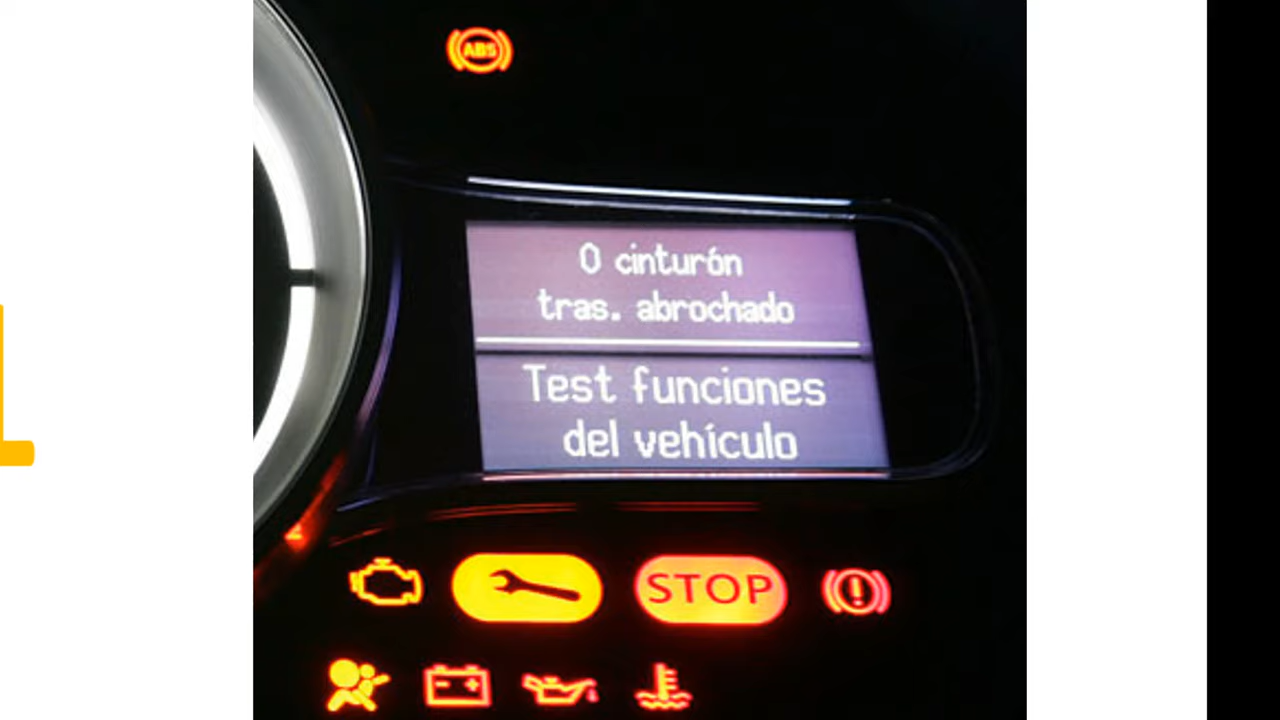 ABS
0 cinturón
tras. abrochado
Test funciones
del vehículo
STOP